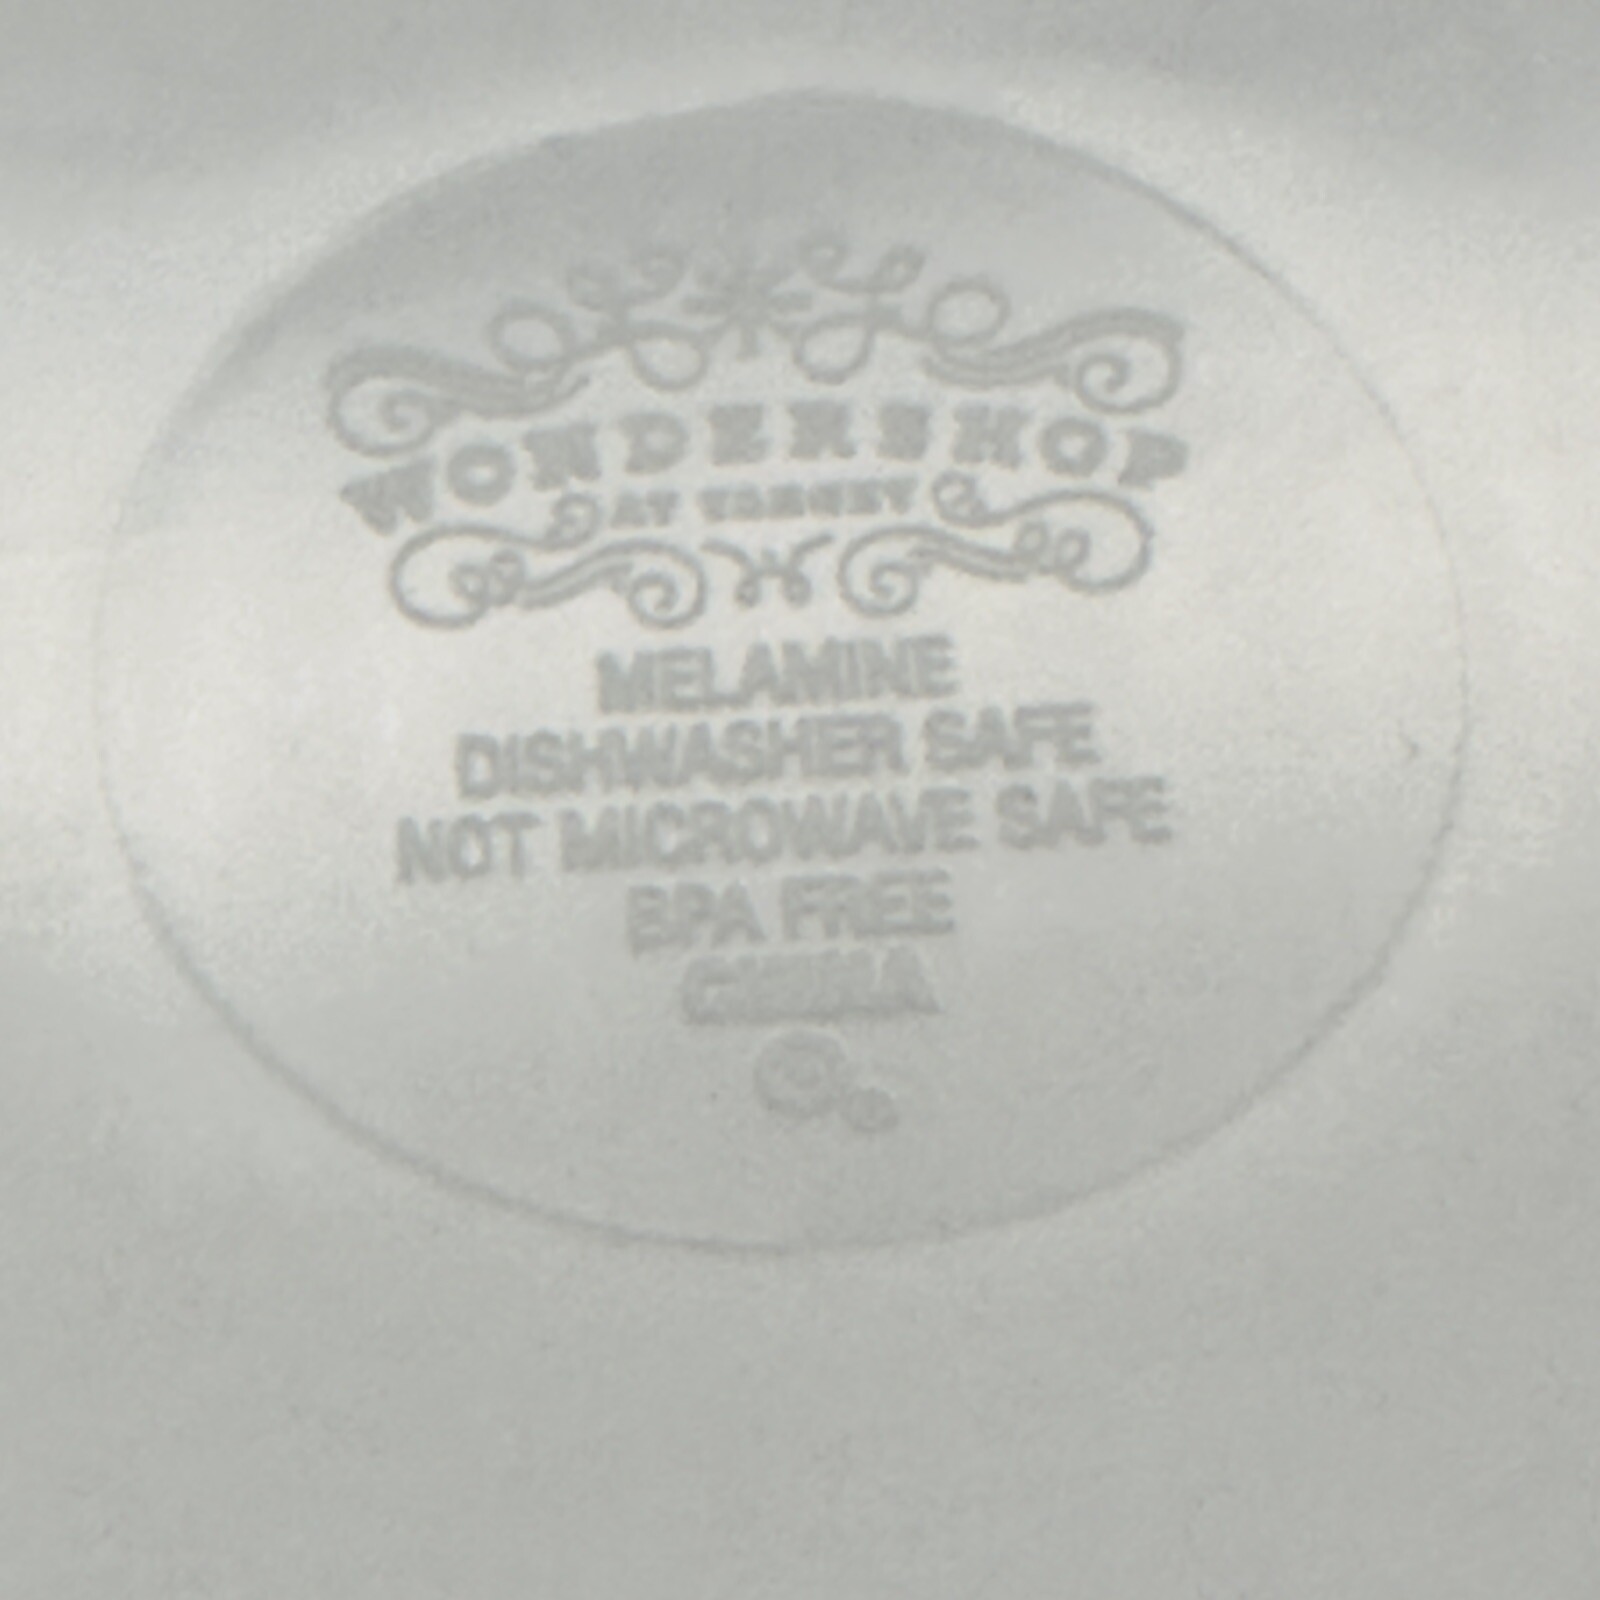 WONDERSHOP
AT TARGET
MELAMINE
DISHWASHER SAFE
NOT MICROWAVE SAFE
BPA FREE
CHINA